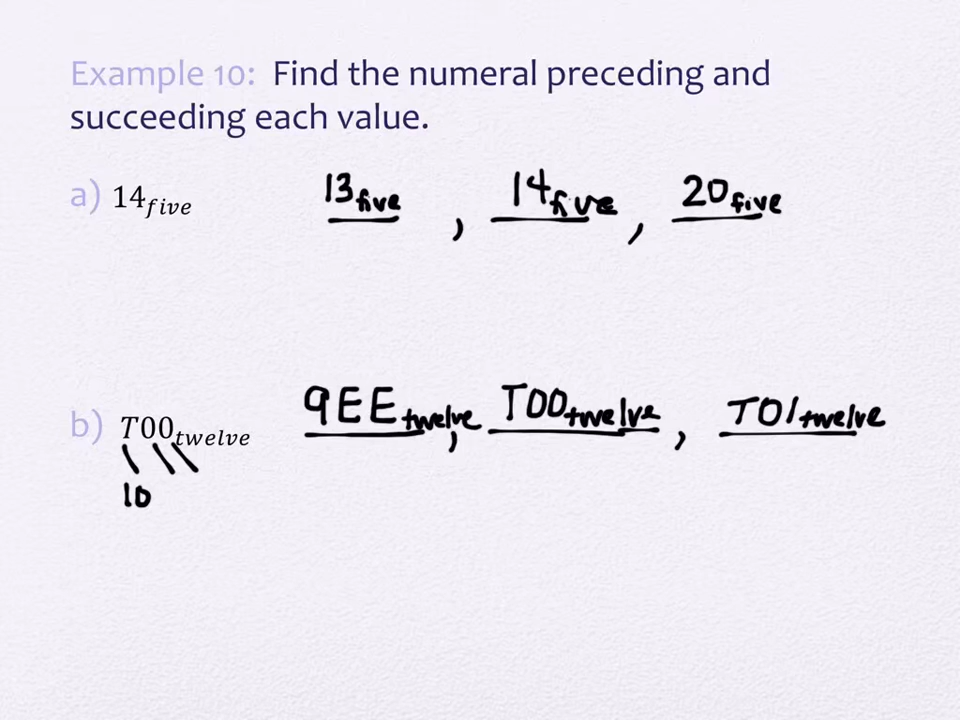 Example 10: Find the numeral preceding and
succeeding each value.
a) 14five 13five , 14five , 20five
b) T00twelve 9EEtwelve , T00twelve , T01twelve
10